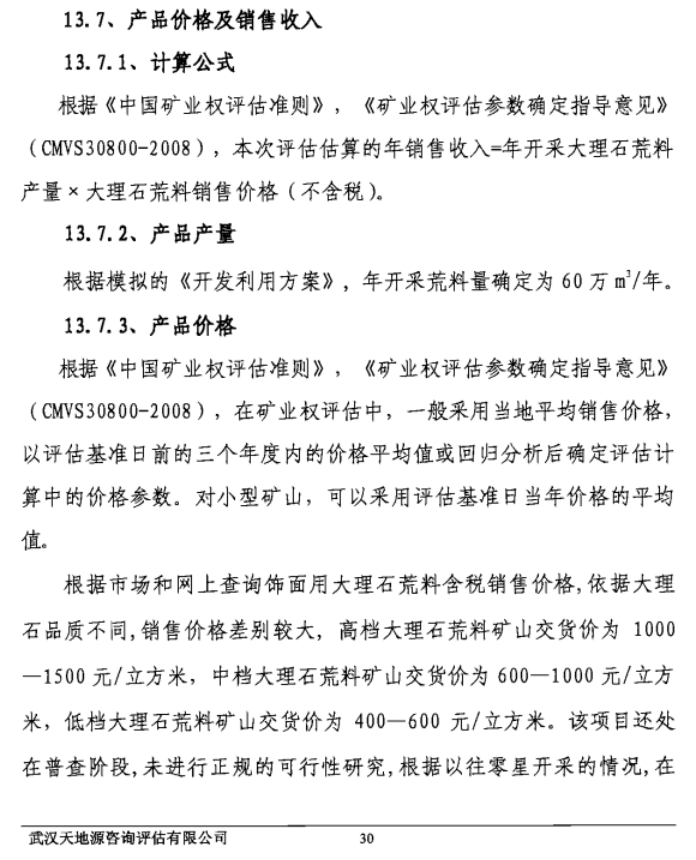 13.7、产品价格及销售收入
13.7.1、计算公式
根据《中国矿业权评估准则》，《矿业权评估参数确定指导意见》
（CMVS30800-2008），本次评估估算的年销售收入=年开采大理石荒料
产量×大理石荒料销售价格（不含税）。
13.7.2、产品产量
根据模拟的《开发利用方案》，年开采荒料量确定为 60 万 m³/年。
13.7.3、产品价格
根据《中国矿业权评估准则》，《矿业权评估参数确定指导意见》
（CMVS30800-2008），在矿业权评估中，一般采用当地平均销售价格，
以评估基准日前的三个年度内的价格平均值或回归分析后确定评估计
算中的价格参数。对小型矿山，可以采用评估基准日当年价格的平均
值。
根据市场和网上查询饰面用大理石荒料含税销售价格,依据大理
石品质不同,销售价格差别较大，高档大理石荒料矿山交货价为 1000
—1500 元/立方米，中档大理石荒料矿山交货价为 600—1000 元/立方
米，低档大理石荒料矿山交货价为 400—600 元/立方米。该项目还处
在普查阶段,未进行正规的可行性研究,根据以往零星开采的情况,在
武汉天地源咨询评估有限公司 30